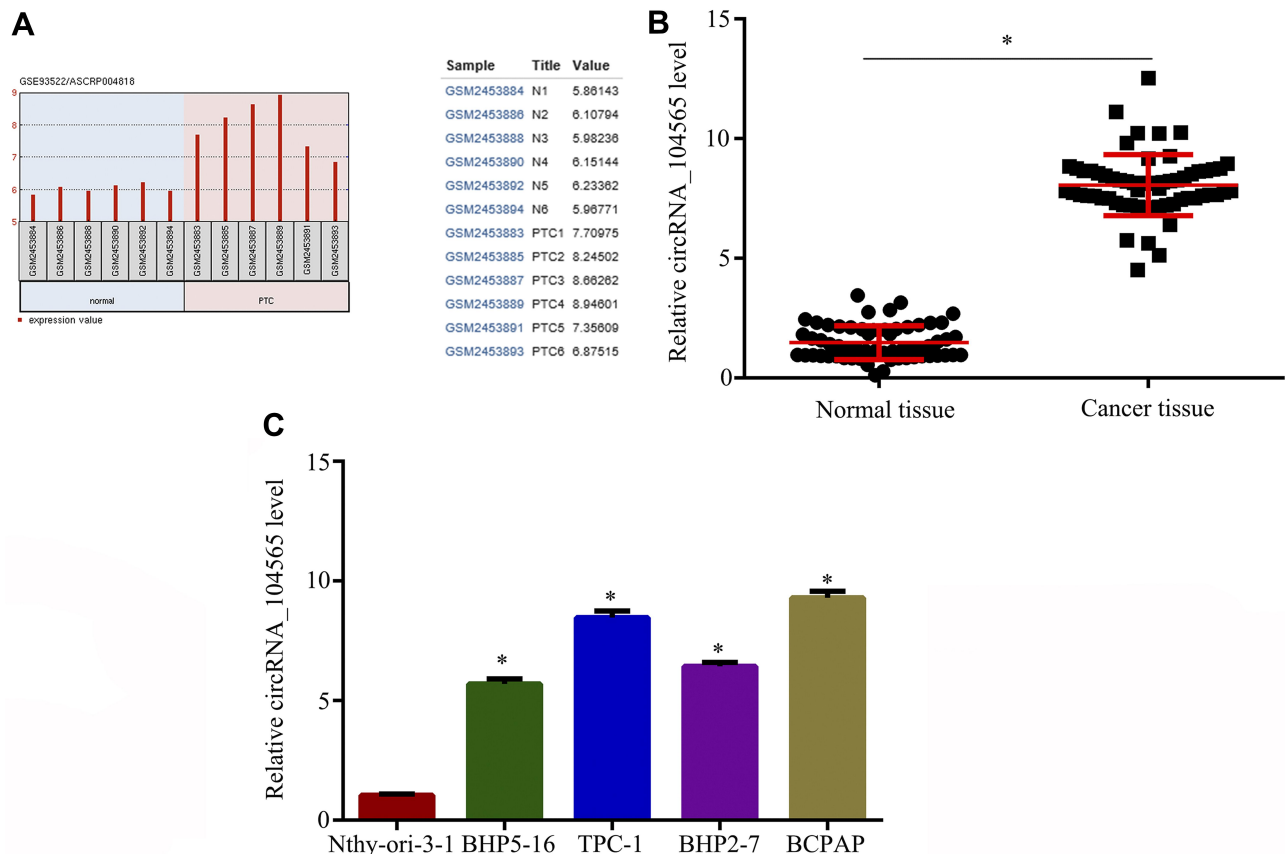 A
GSE93522/ASCRP004818
9
8
7
6
5
GSM2453884
GSM2453886
GSM2453888
GSM2453890
GSM2453892
GSM2453894
GSM2453883
GSM2453885
GSM2453887
GSM2453889
GSM2453891
GSM2453893
normal
PTC
expression value
Sample Title Value
GSM2453884 N1 5.86143
GSM2453886 N2 6.10794
GSM2453888 N3 5.98236
GSM2453890 N4 6.15144
GSM2453892 N5 6.23362
GSM2453894 N6 5.96771
GSM2453883 PTC1 7.70975
GSM2453885 PTC2 8.24502
GSM2453887 PTC3 8.66262
GSM2453889 PTC4 8.94601
GSM2453891 PTC5 7.35609
GSM2453893 PTC6 6.87515
B
Relative circRNA_104565 level
15
10
5
0
*
Normal tissue
Cancer tissue
C
Relative circRNA_104565 level
15
10
5
0
*
*
*
*
Nthy-ori-3-1 BHP5-16 TPC-1 BHP2-7 BCPAP